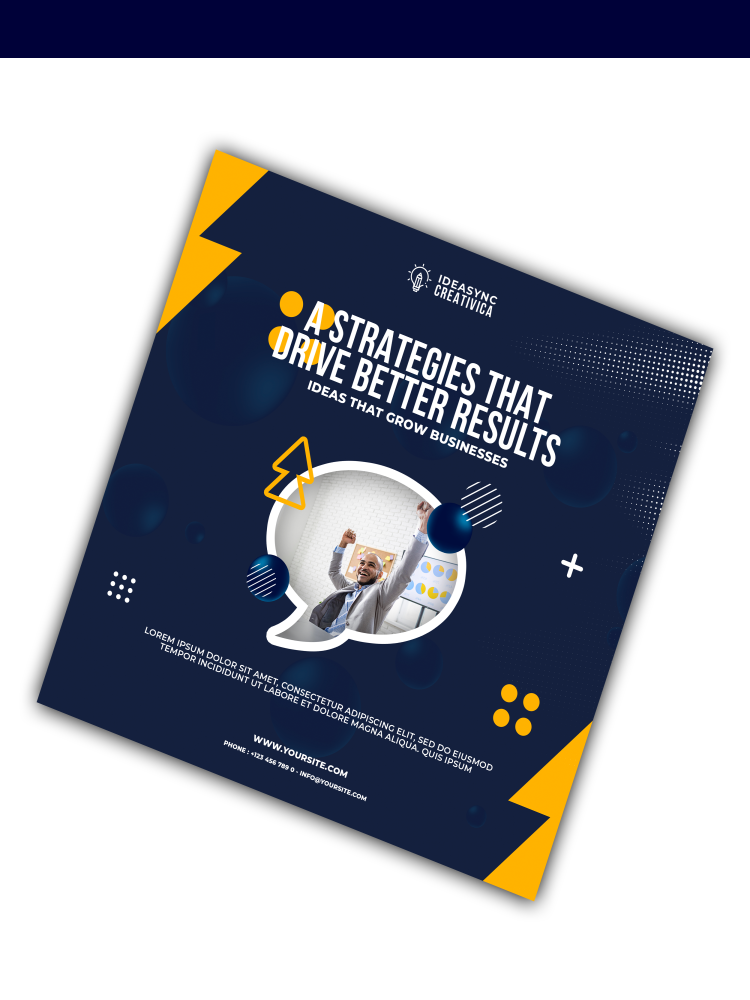 IDEASYNC
CREATIVICA
A STRATEGIES THAT
DRIVE BETTER RESULTS
IDEAS THAT GROW BUSINESSES
LOREM IPSUM DOLOR SIT AMET, CONSECTETUR ADIPISCING ELIT, SED DO EIUSMOD
TEMPOR INCIDIDUNT UT LABORE ET DOLORE MAGNA ALIQUA. QUIS IPSUM
WWW.YOURSITE.COM
PHONE : +123 456 789 0 - INFO@YOURSITE.COM